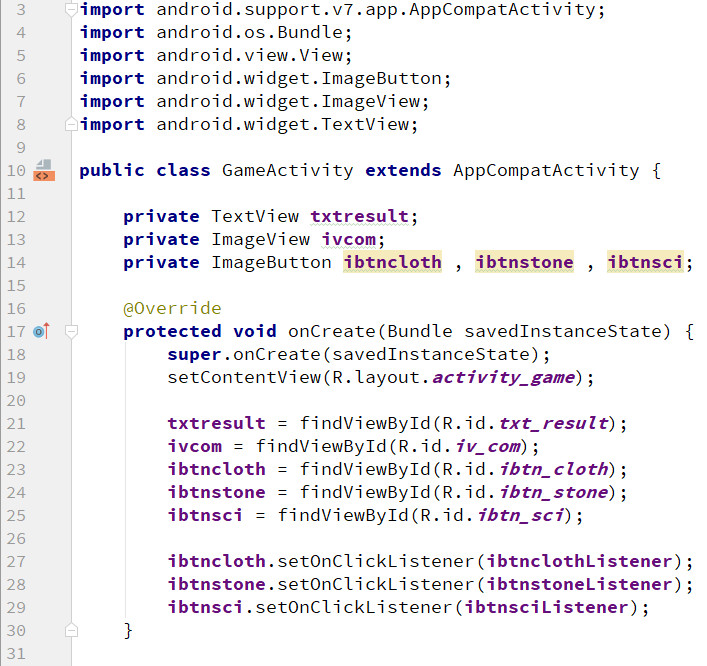 3 import android.support.v7.app.AppCompatActivity;
4 import android.os.Bundle;
5 import android.view.View;
6 import android.widget.ImageButton;
7 import android.widget.ImageView;
8 import android.widget.TextView;
9
10 public class GameActivity extends AppCompatActivity {
11
12 private TextView txtresult;
13 private ImageView ivcom;
14 private ImageButton ibtncloth , ibtnstone , ibtnsci;
15
16 @Override
17 protected void onCreate(Bundle savedInstanceState) {
18 super.onCreate(savedInstanceState);
19 setContentView(R.layout.activity_game);
20
21 txtresult = findViewById(R.id.txt_result);
22 ivcom = findViewById(R.id.iv_com);
23 ibtncloth = findViewById(R.id.ibtn_cloth);
24 ibtnstone = findViewById(R.id.ibtn_stone);
25 ibtnsci = findViewById(R.id.ibtn_sci);
26
27 ibtncloth.setOnClickListener(ibtnclothListener);
28 ibtnstone.setOnClickListener(ibtnstoneListener);
29 ibtnsci.setOnClickListener(ibtnsciListener);
30 }
31